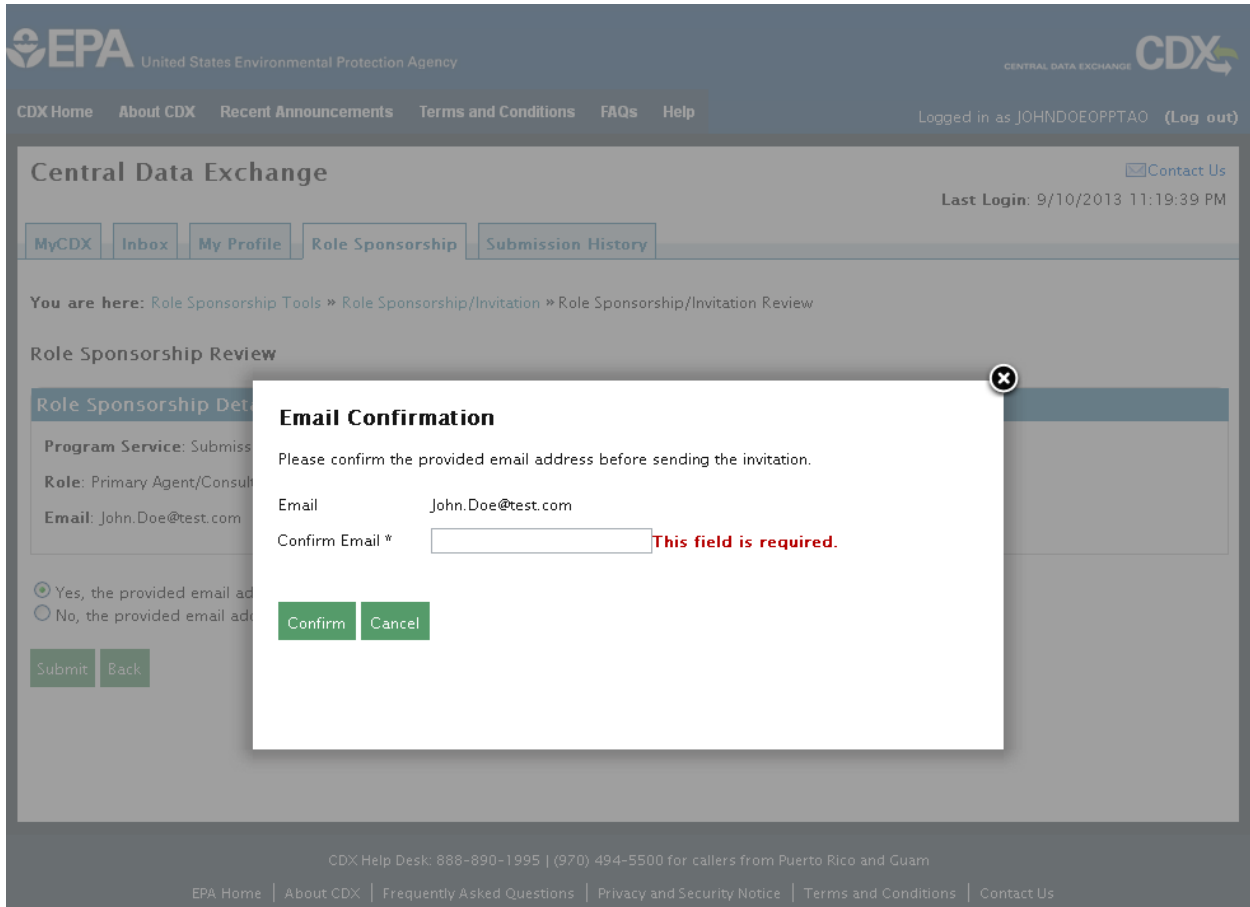 EPA United States Environmental Protection Agency
CENTRAL DATA EXCHANGE CDX
CDX Home About CDX Recent Announcements Terms and Conditions FAQs Help
Logged in as JOHNDOEOPPTAO (Log out)
Central Data Exchange
Contact Us
Last Login: 9/10/2013 11:19:39 PM
MyCDX Inbox My Profile Role Sponsorship Submission History
You are here: Role Sponsorship Tools » Role Sponsorship/Invitation » Role Sponsorship/Invitation Review
Role Sponsorship Review
Role Sponsorship Det
Program Service: Submiss
Role: Primary Agent/Consult
Email: John.Doe@test.com
Yes, the provided email ad
No, the provided email add
Submit Back
Email Confirmation
Please confirm the provided email address before sending the invitation.
Email John.Doe@test.com
Confirm Email * This field is required.
Confirm Cancel
CDX Help Desk: 888-890-1995 | (970) 494-5500 for callers from Puerto Rico and Guam
EPA Home | About CDX | Frequently Asked Questions | Privacy and Security Notice | Terms and Conditions | Contact Us